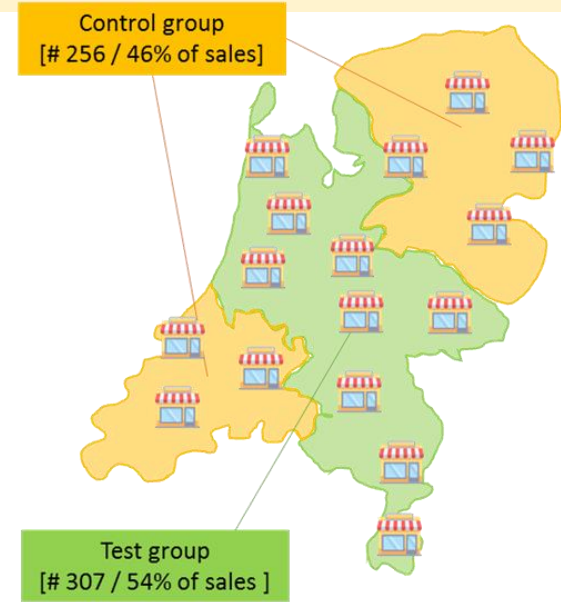 Control group
[# 256 / 46% of sales]
Test group
[# 307 / 54% of sales ]